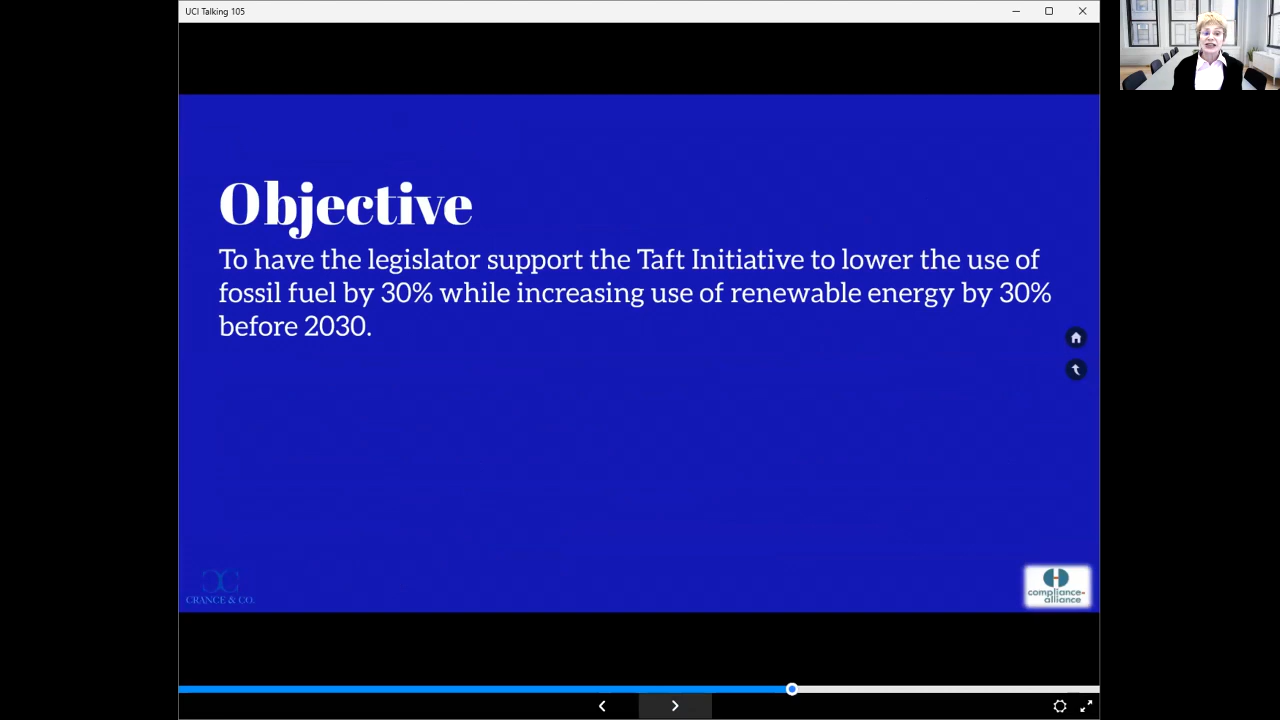 UCI Talking 105
Objective
To have the legislator support the Taft Initiative to lower the use of
fossil fuel by 30% while increasing use of renewable energy by 30%
before 2030.
CRANCE & CO.
compliance-
alliance